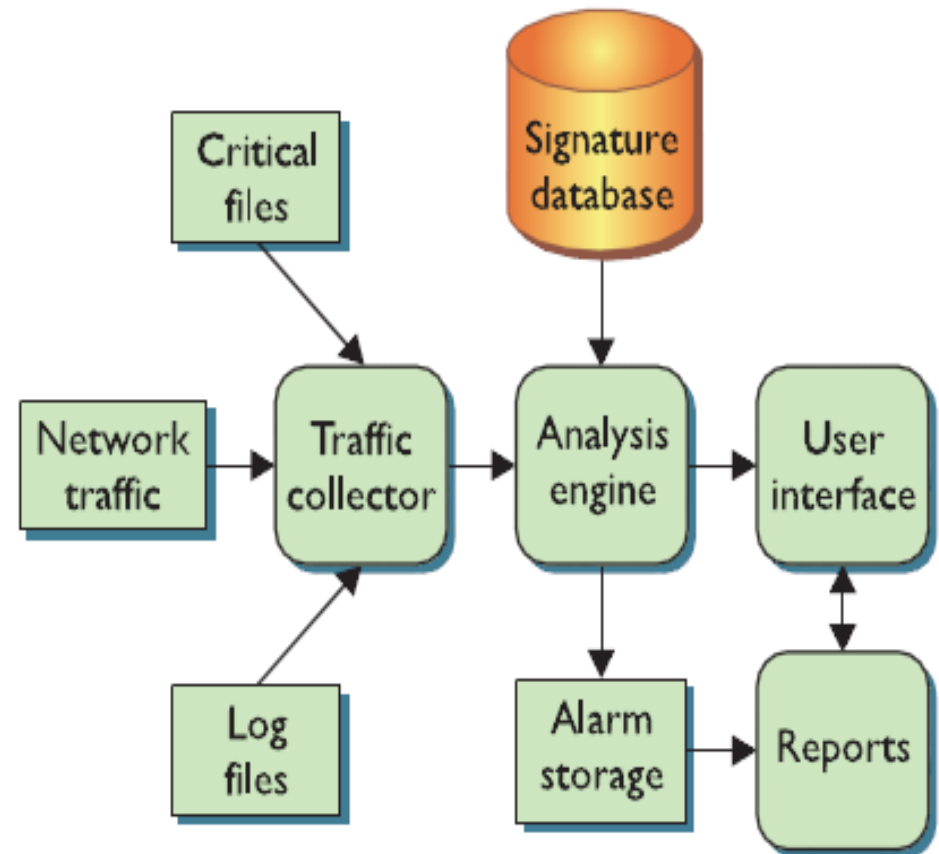 Critical
files
Signature
database
Network
traffic
Traffic
collector
Analysis
engine
User
interface
Log
files
Alarm
storage
Reports